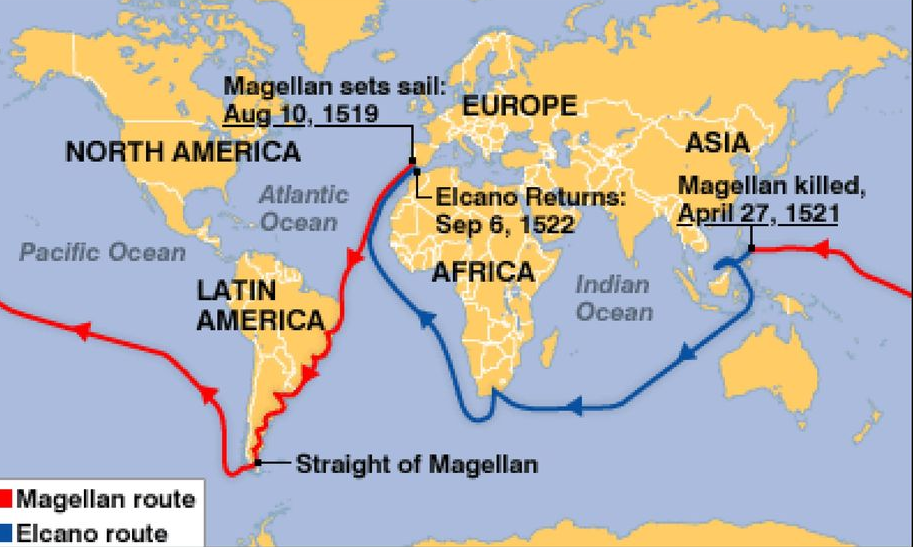 Magellan sets sail:
Aug 10, 1519
EUROPE
ASIA
NORTH AMERICA
Magellan killed,
April 27, 1521
Atlantic
Ocean
Elcano Returns:
Sep 6, 1522
Pacific Ocean
AFRICA
Indian
Ocean
LATIN
AMERICA
Straight of Magellan
Magellan route
Elcano route